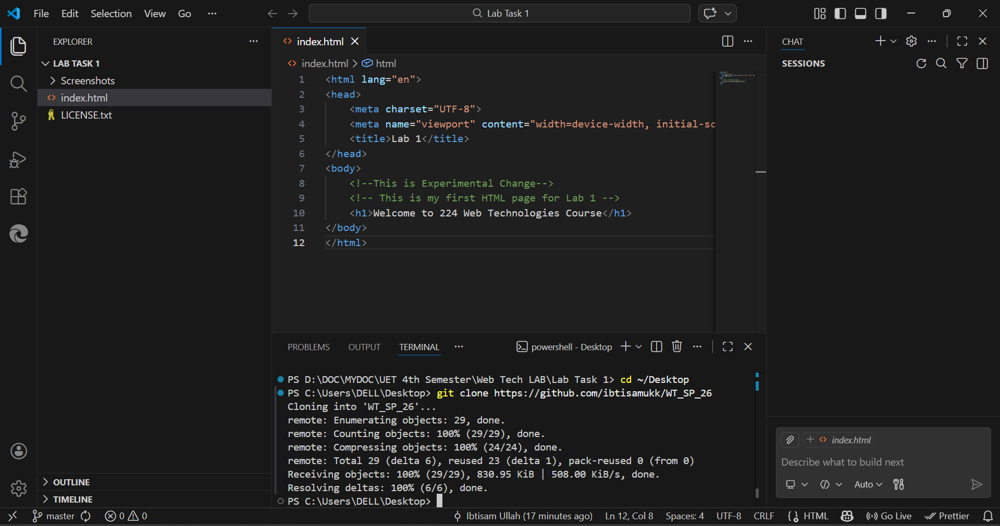 File Edit Selection View Go
Lab Task 1
EXPLORER
LAB TASK 1
Screenshots
index.html
LICENSE.txt
OUTLINE
TIMELINE
index.html
index.html > html
1 <html lang="en">
2 <head>
3 <meta charset="UTF-8">
4 <meta name="viewport" content="width=device-width, initial-sc
5 <title>Lab 1</title>
6 </head>
7 <body>
8 <!--This is Experimental Change-->
9 <!-- This is my first HTML page for Lab 1 -->
10 <h1>Welcome to 224 Web Technologies Course</h1>
11 </body>
12 </html>
PROBLEMS OUTPUT TERMINAL
powershell - Desktop
PS D:\DOC\MYDOC\UET 4th Semester\Web Tech LAB\Lab Task 1> cd ~/Desktop
PS C:\Users\DELL\Desktop> git clone https://github.com/ibtisamukk/WT_SP_26
Cloning into 'WT_SP_26'...
remote: Enumerating objects: 29, done.
remote: Counting objects: 100% (29/29), done.
remote: Compressing objects: 100% (24/24), done.
remote: Total 29 (delta 6), reused 23 (delta 1), pack-reused 0 (from 0)
Receiving objects: 100% (29/29), 830.95 KiB | 508.00 KiB/s, done.
Resolving deltas: 100% (6/6), done.
PS C:\Users\DELL\Desktop>
CHAT
SESSIONS
index.html
Describe what to build next
Auto
master
0 0
Ibtisam Ullah (17 minutes ago)
Ln 12, Col 8
Spaces: 4
UTF-8
CRLF
HTML
Go Live
Prettier